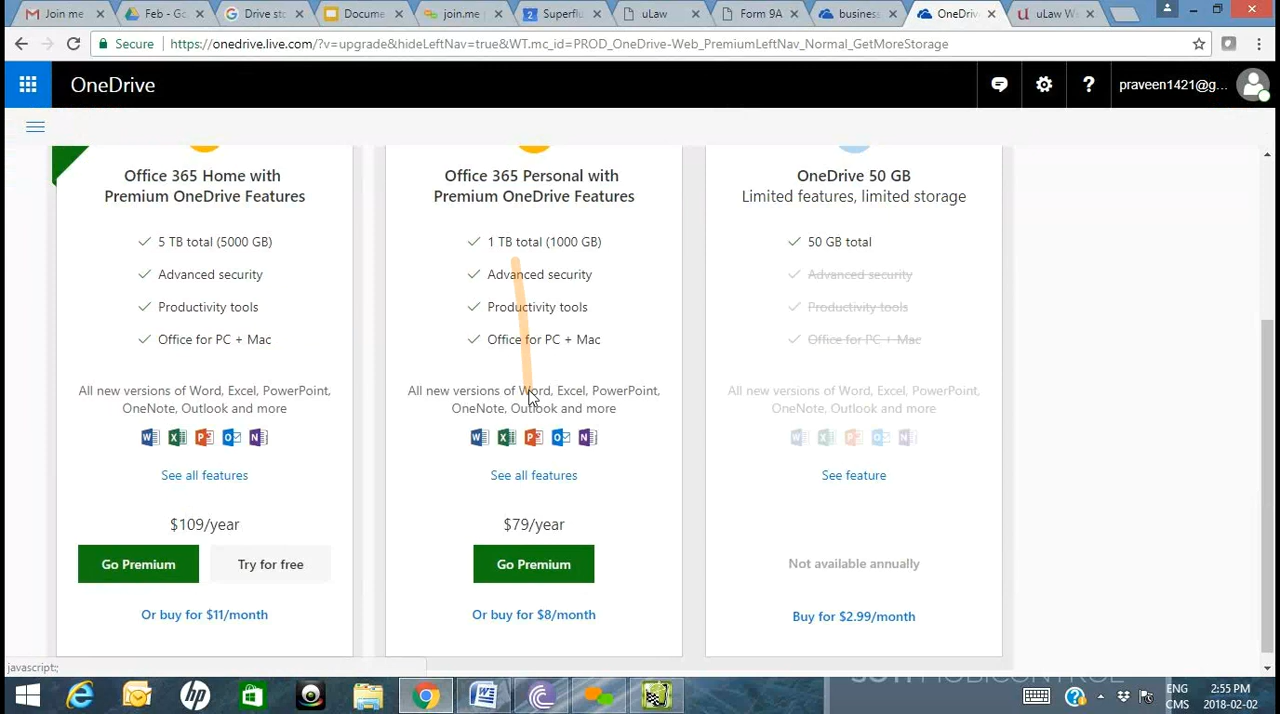 Join me
Feb - Go
Drive sto
Docume
join.me
Superflu
uLaw
Form 9A
business
OneDriv
uLaw W
Secure
https://onedrive.live.com/?v=upgrade&hideLeftNav=true&WT.mc_id=PROD_OneDrive-Web_PremiumLeftNav_Normal_GetMoreStorage
OneDrive
praveen1421@g...
Office 365 Home with
Premium OneDrive Features
5 TB total (5000 GB)
Advanced security
Productivity tools
Office for PC + Mac
All new versions of Word, Excel, PowerPoint,
OneNote, Outlook and more
See all features
$109/year
Go Premium
Try for free
Or buy for $11/month
Office 365 Personal with
Premium OneDrive Features
1 TB total (1000 GB)
Advanced security
Productivity tools
Office for PC + Mac
All new versions of Word, Excel, PowerPoint,
OneNote, Outlook and more
See all features
$79/year
Go Premium
Or buy for $8/month
OneDrive 50 GB
Limited features, limited storage
50 GB total
Advanced security
Productivity tools
Office for PC + Mac
All new versions of Word, Excel, PowerPoint,
OneNote, Outlook and more
See feature
Not available annually
Buy for $2.99/month
javascript:;
ENG
CMS
2:55 PM
2018-02-02